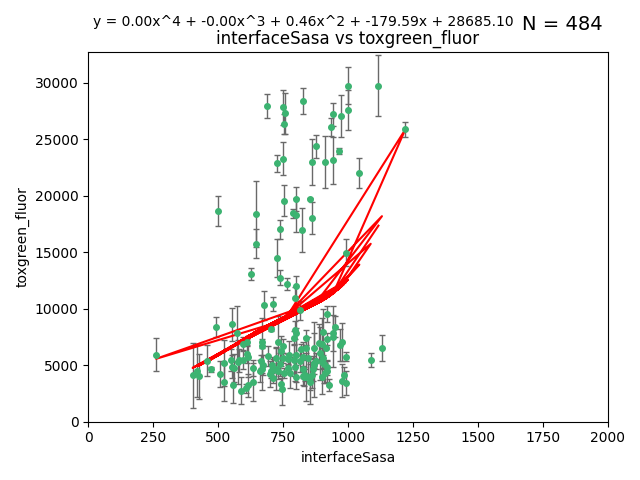 y = 0.00x^4 + -0.00x^3 + 0.46x^2 + -179.59x + 28685.10 N = 484
interfaceSasa vs toxgreen_fluor
30000
25000
20000
15000
10000
5000
0
toxgreen_fluor
0 250 500 750 1000 1250 1500 1750 2000
interfaceSasa